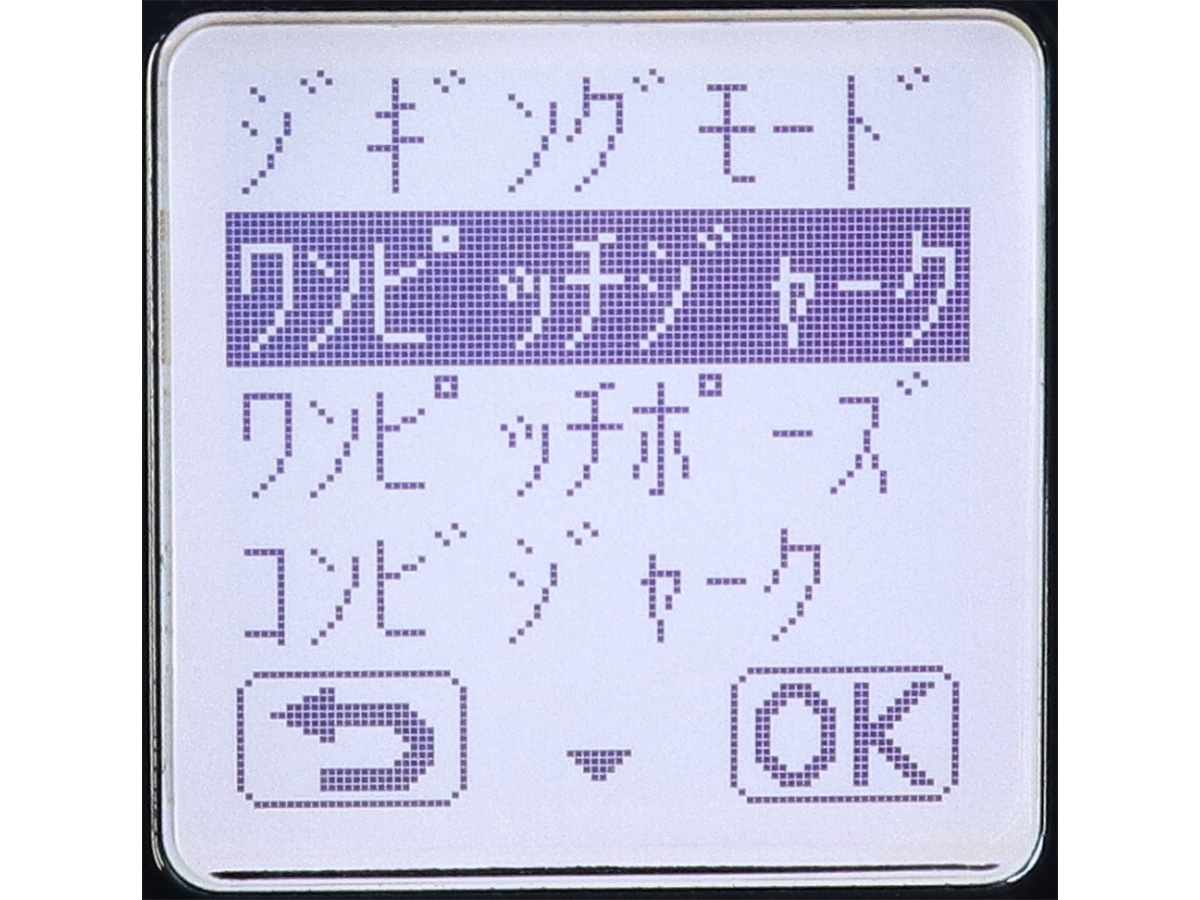 ジギングモード
ワンピッチジャーク
ワンピッチポーズ
コンビジャーク
OK